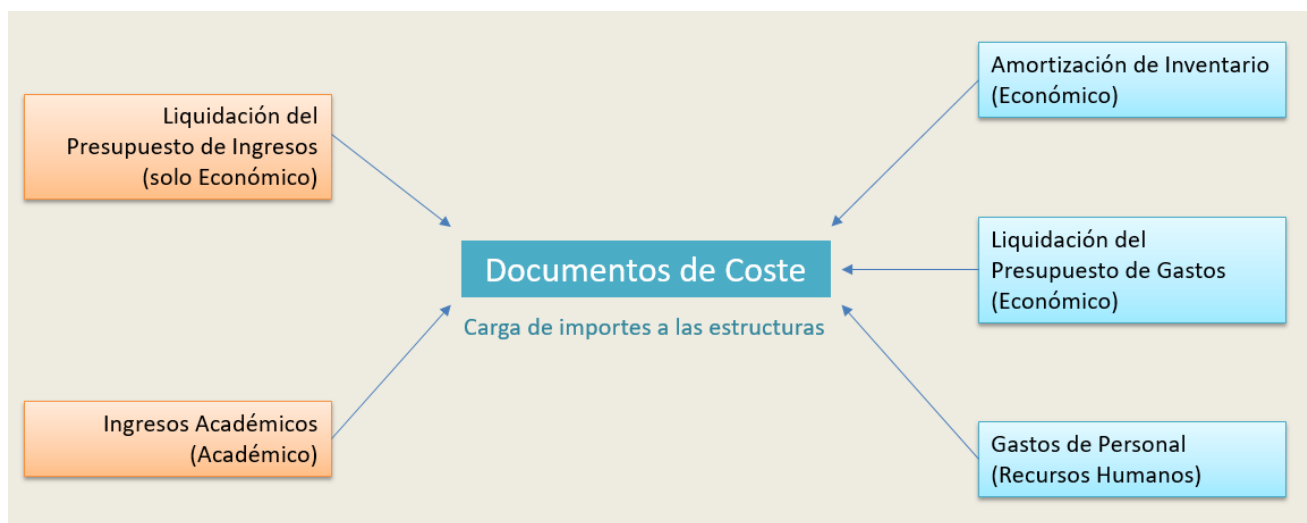 Liquidación del
Presupuesto de Ingresos
(solo Económico)
Ingresos Académicos
(Académico)
Documentos de Coste
Carga de importes a las estructuras
Amortización de Inventario
(Económico)
Liquidación del
Presupuesto de Gastos
(Económico)
Gastos de Personal
(Recursos Humanos)